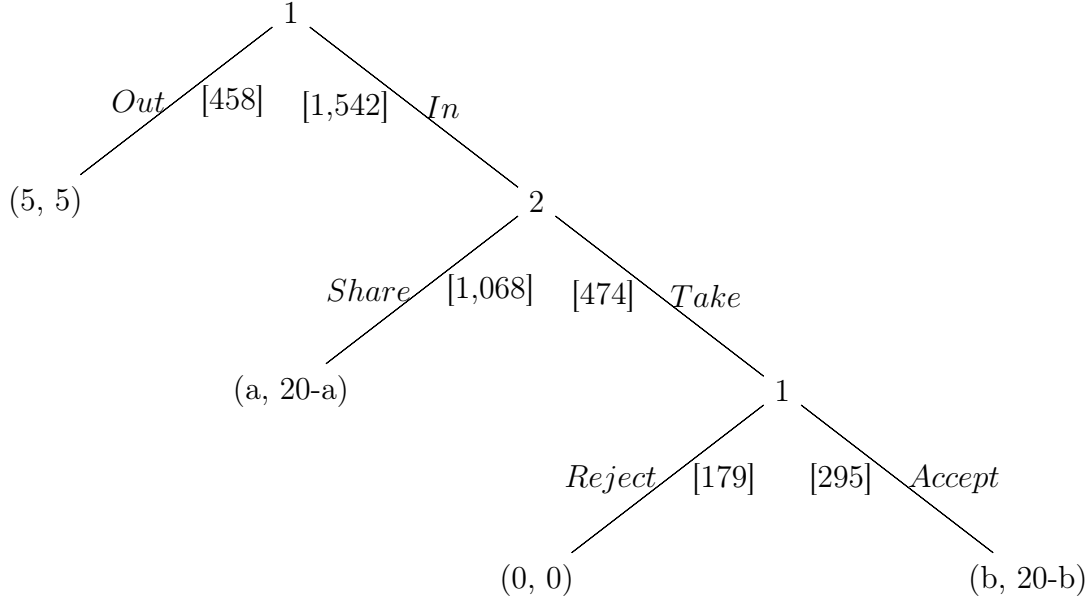 1
Out [458] [1,542] In
(5, 5)
2
Share [1,068] [474] Take
(a, 20-a)
1
Reject [179] [295] Accept
(0, 0) (b, 20-b)